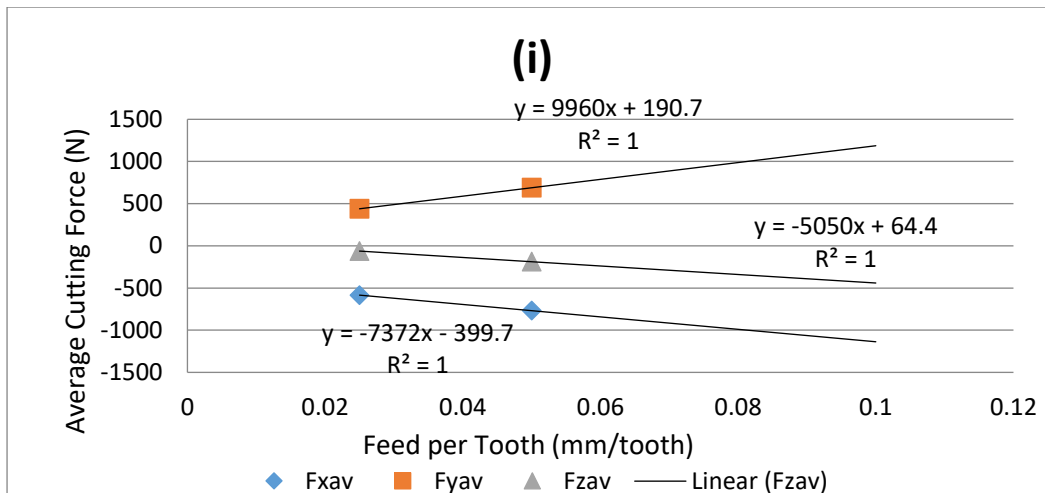 (i)
y = 9960x + 190.7
R² = 1
y = -5050x + 64.4
R² = 1
y = -7372x - 399.7
R² = 1
Average Cutting Force (N)
1500
1000
500
0
-500
-1000
-1500
0 0.02 0.04 0.06 0.08 0.1 0.12
Feed per Tooth (mm/tooth)
Fxav Fyav Fzav Linear (Fzav)